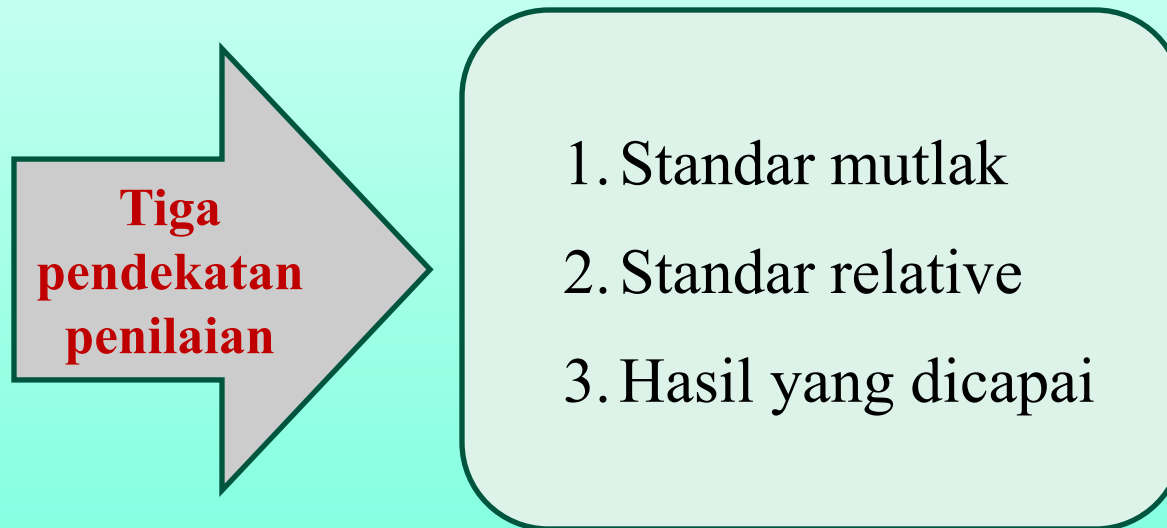 Tiga
pendekatan
penilaian
1. Standar mutlak
2. Standar relative
3. Hasil yang dicapai